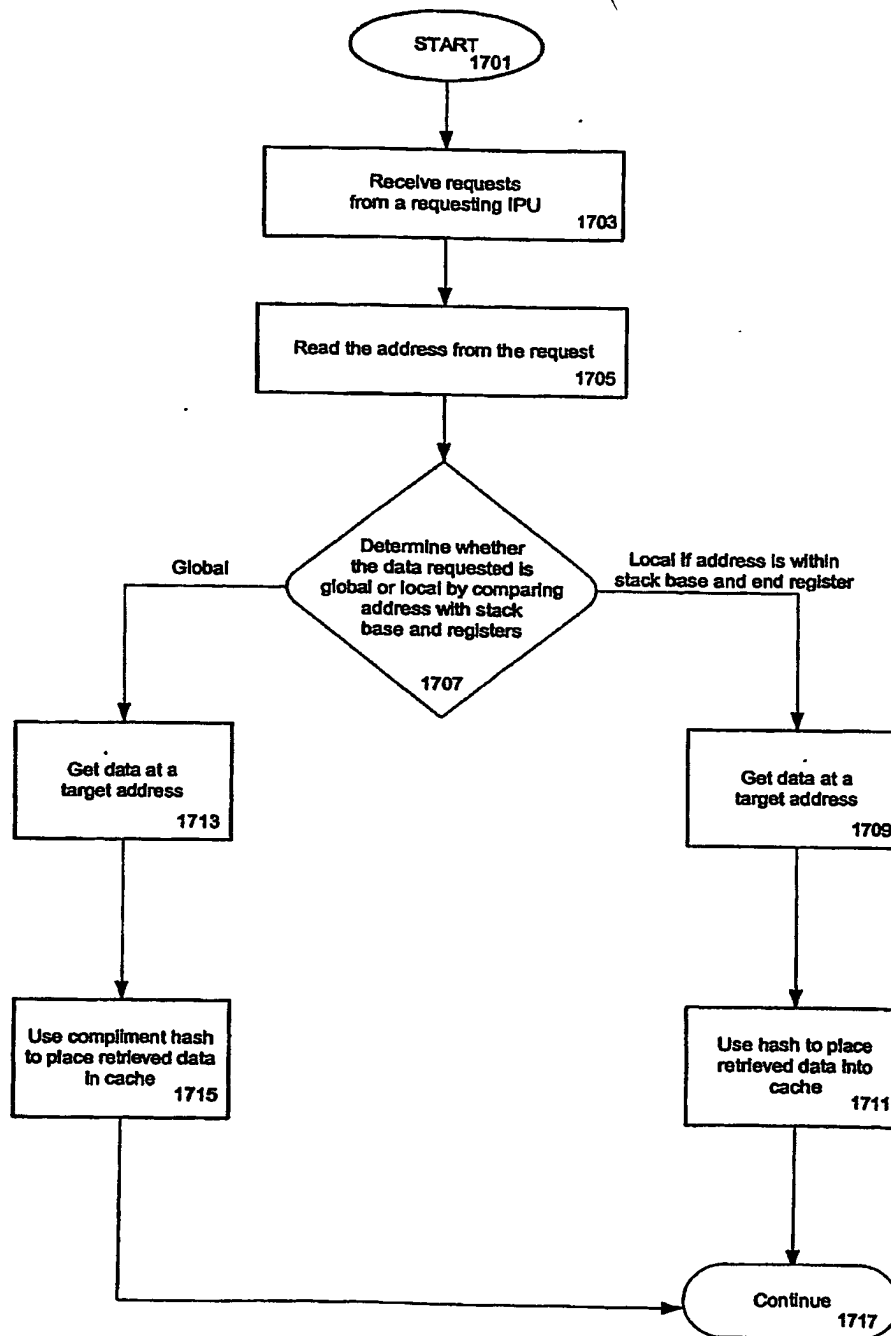 START
1701
Receive requests
from a requesting IPU
1703
Read the address from the request
1705
Determine whether
the data requested is
global or local by comparing
address with stack
base and registers
1707
Global
Local if address is within
stack base and end register
Get data at a
target address
1713
Get data at a
target address
1709
Use compliment hash
to place retrieved data
in cache
1715
Use hash to place
retrieved data into
cache
1711
Continue
1717